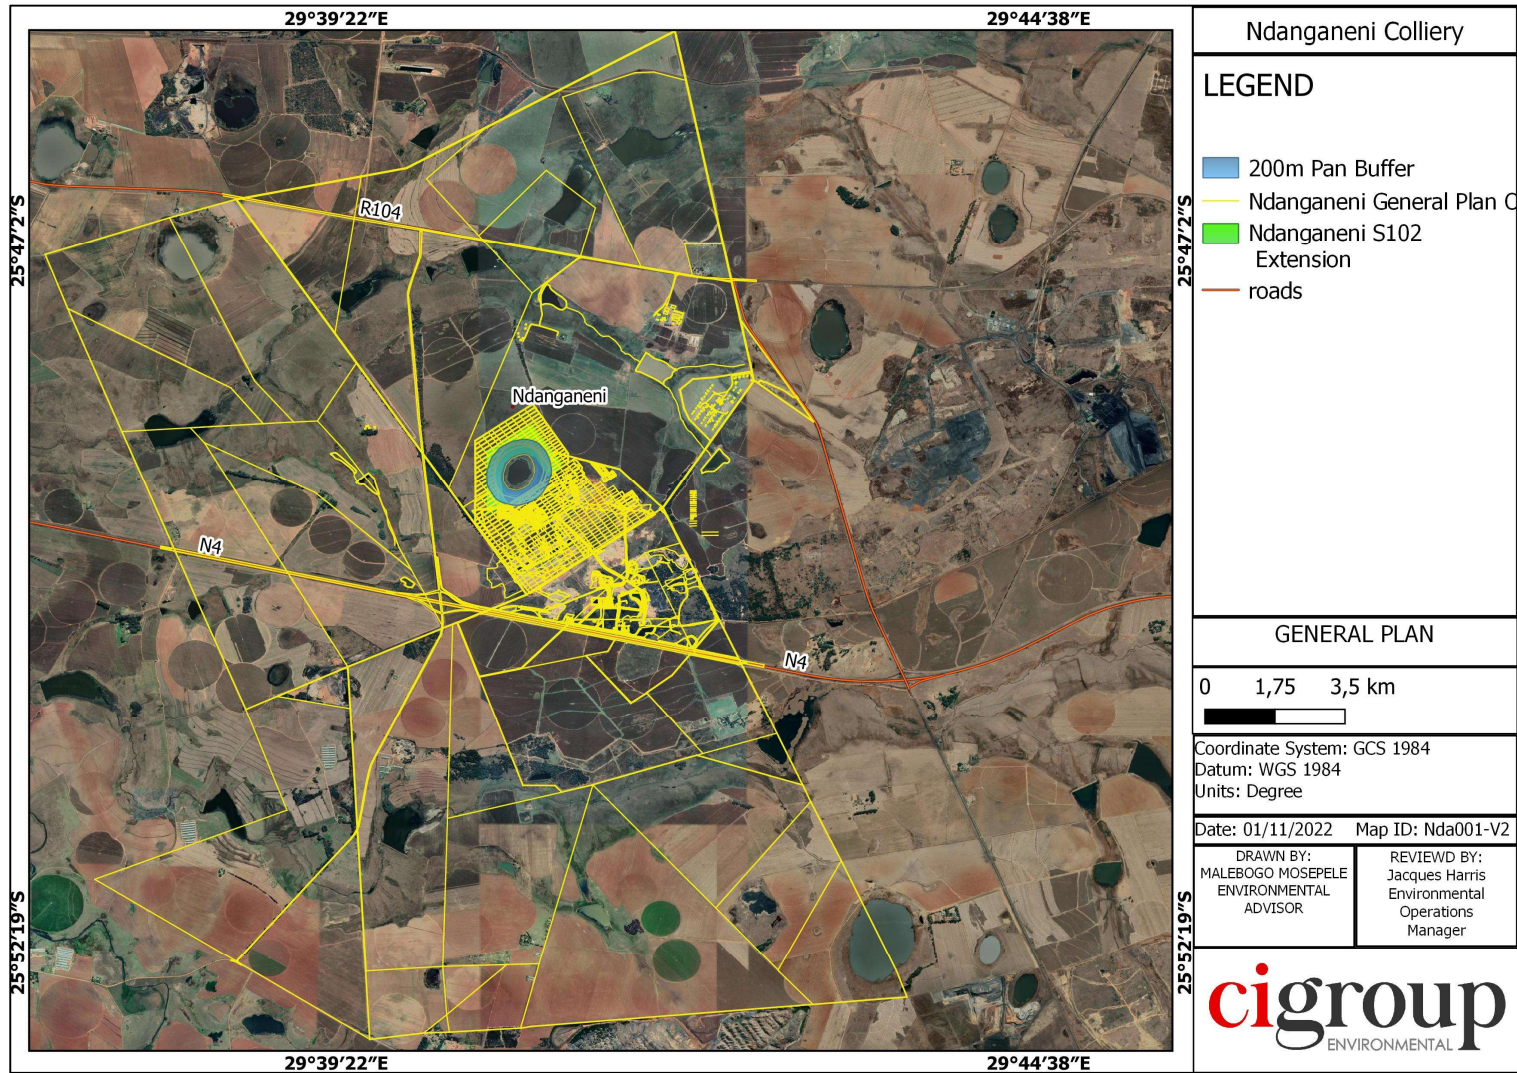 29°39′22″E
29°44′38″E
25°47′2″S
25°47′2″S
R104
Ndanganeni
N4
N4
25°52′19″S
25°52′19″S
29°39′22″E
29°44′38″E
Ndanganeni Colliery
LEGEND
200m Pan Buffer
Ndanganeni General Plan O
Ndanganeni S102
Extension
roads
GENERAL PLAN
0 1,75 3,5 km
Coordinate System: GCS 1984
Datum: WGS 1984
Units: Degree
Date: 01/11/2022 Map ID: Nda001-V2
DRAWN BY:
MALEBOGO MOSEPELE
ENVIRONMENTAL
ADVISOR
REVIEWD BY:
Jacques Harris
Environmental
Operations
Manager
cigroup
ENVIRONMENTAL